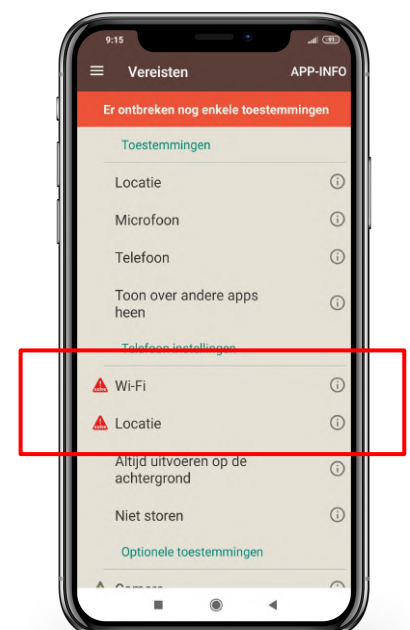 9:15
Vereisten APP-INFO
Er ontbreken nog enkele toestemmingen
Toestemmingen
Locatie
Microfoon
Telefoon
Toon over andere apps
heen
Telefoon instellingen
Wi-Fi
Locatie
Altijd uitvoeren op de
achtergrond
Niet storen
Optionele toestemmingen
Camera